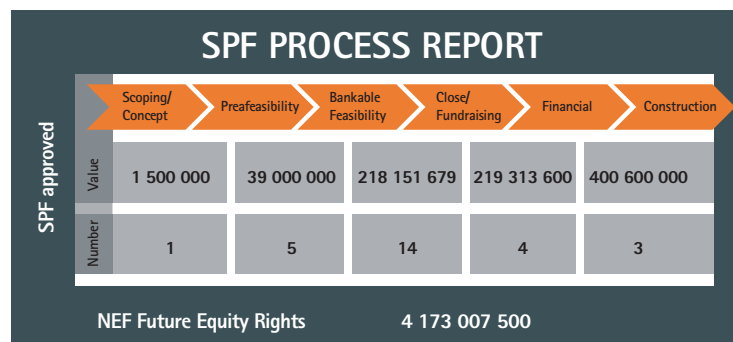 SPF PROCESS REPORT
Scoping/
Concept
Preafeasibility
Bankable
Feasibility
Close/
Fundraising
Financial
Construction
SPF approved
Value
1 500 000
39 000 000
218 151 679
219 313 600
400 600 000
Number
1
5
14
4
3
NEF Future Equity Rights 4 173 007 500